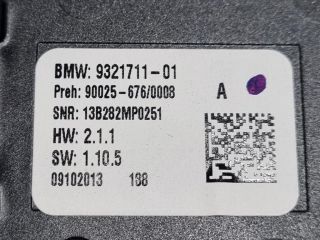 BMW: 9321711-01
Preh: 90025-676/0008 A
SNR: 13B282MP0251
HW: 2.1.1
SW: 1.10.5
09102013 188